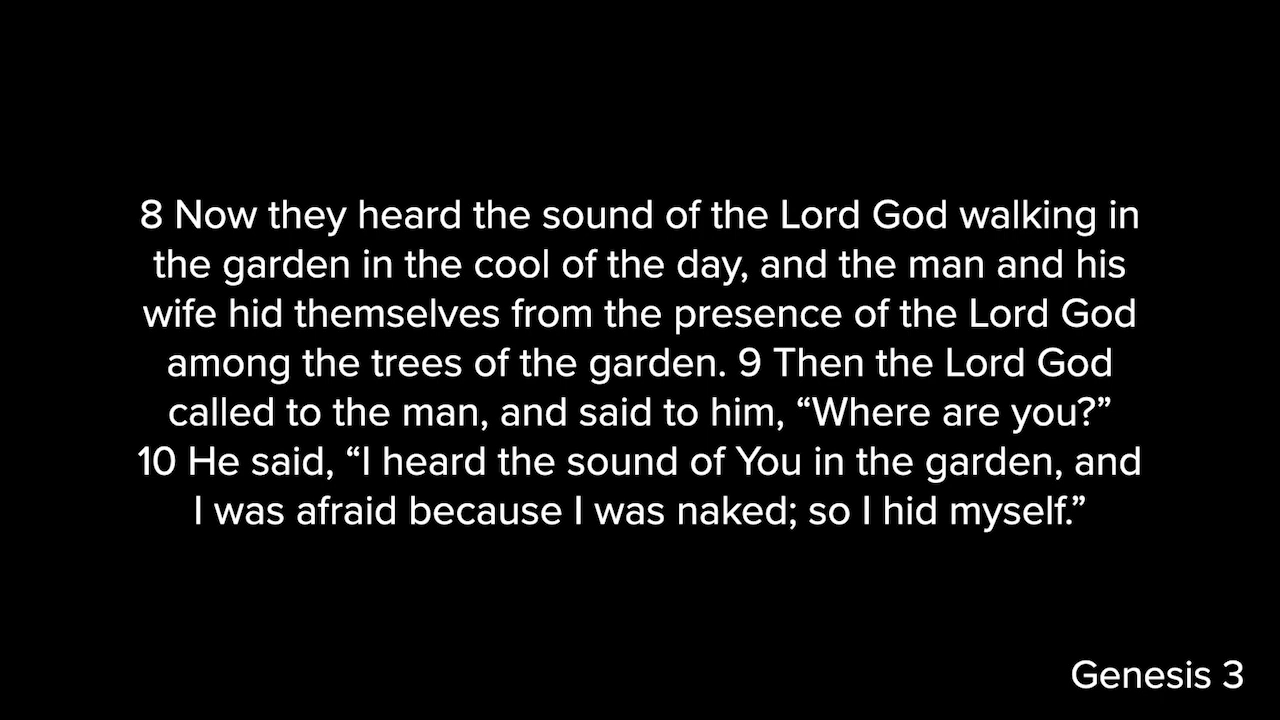 8 Now they heard the sound of the Lord God walking in
the garden in the cool of the day, and the man and his
wife hid themselves from the presence of the Lord God
among the trees of the garden. 9 Then the Lord God
called to the man, and said to him, “Where are you?”
10 He said, “I heard the sound of You in the garden, and
I was afraid because I was naked; so I hid myself.”
Genesis 3